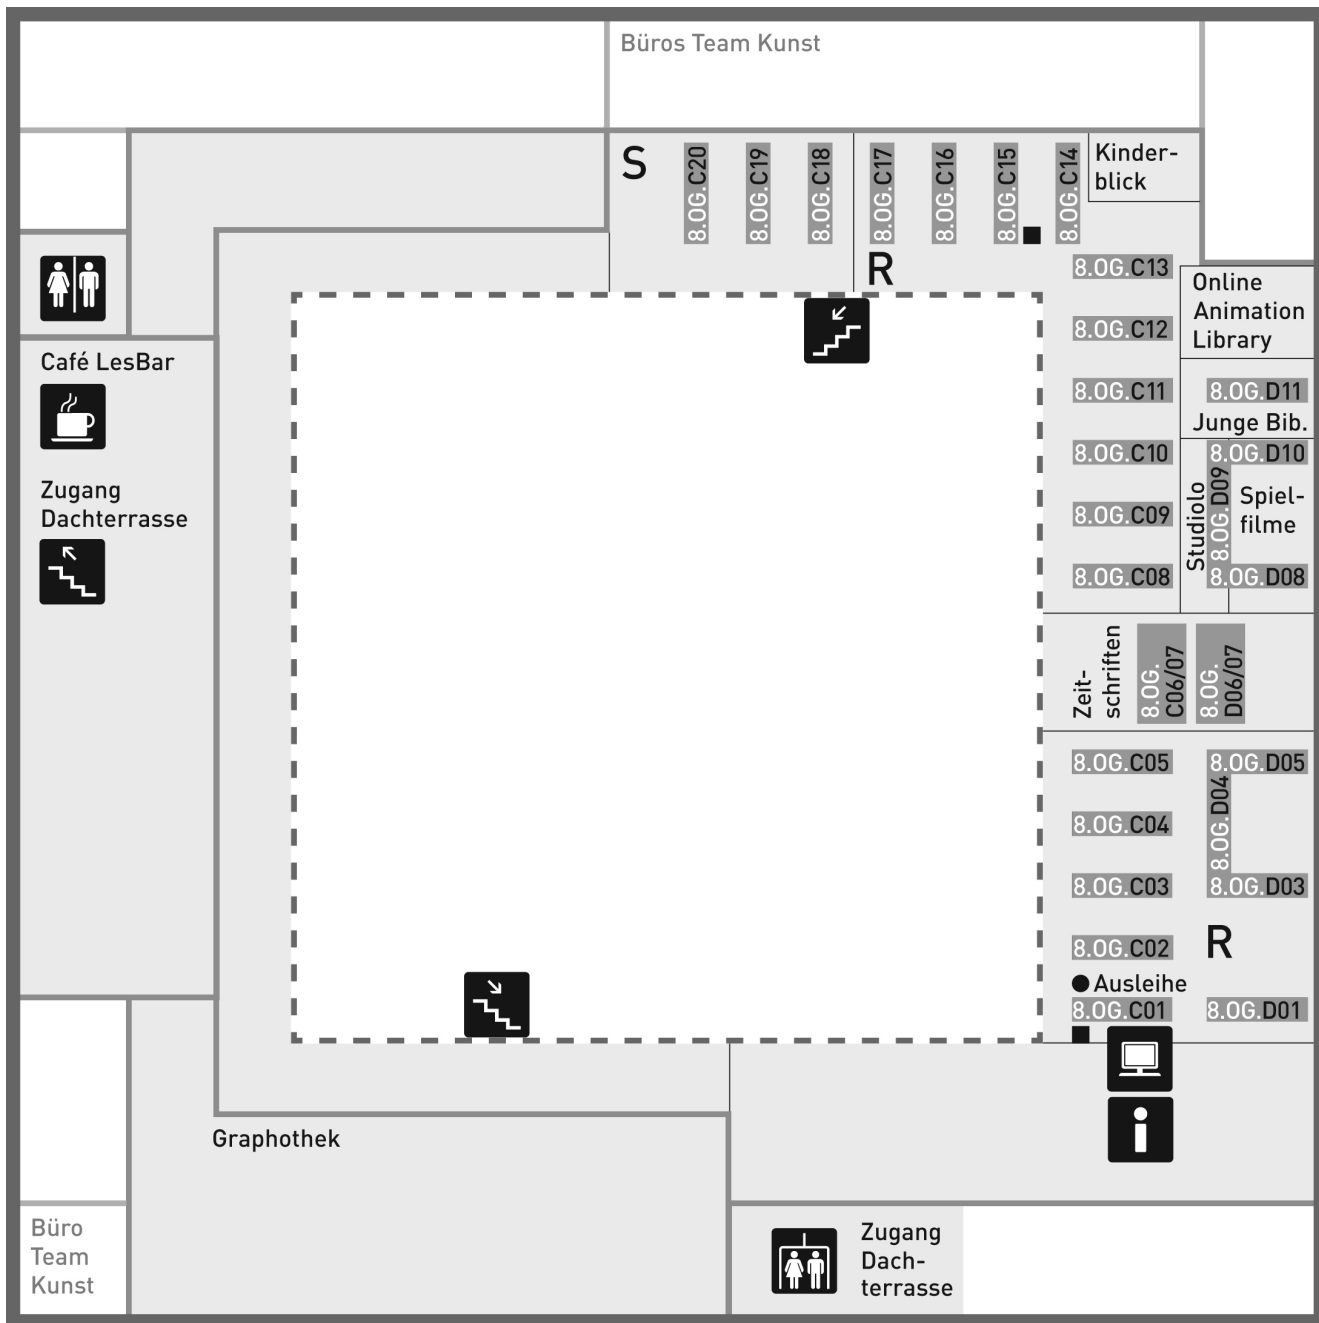 Büros Team Kunst
S
8.OG.C20
8.OG.C19
8.OG.C18
8.OG.C17
8.OG.C16
8.OG.C15
8.OG.C14
Kinder-
blick
R
8.OG.C13
Online
Animation
Library
8.OG.C12
Café LesBar
8.OG.C11
8.OG.D11
Junge Bib.
8.OG.C10
8.OG.D10
Zugang
Dachterrasse
Studiolo
8.OG.D09
Spiel-
filme
8.OG.C09
8.OG.C08
8.OG.D08
Zeit-
schriften
8.OG.
C06/07
8.OG.
D06/07
8.OG.C05
8.OG.D05
8.OG.D04
8.OG.C04
8.OG.C03
8.OG.D03
8.OG.C02
R
Ausleihe
8.OG.C01
8.OG.D01
i
Graphothek
Büro
Team
Kunst
Zugang
Dach-
terrasse